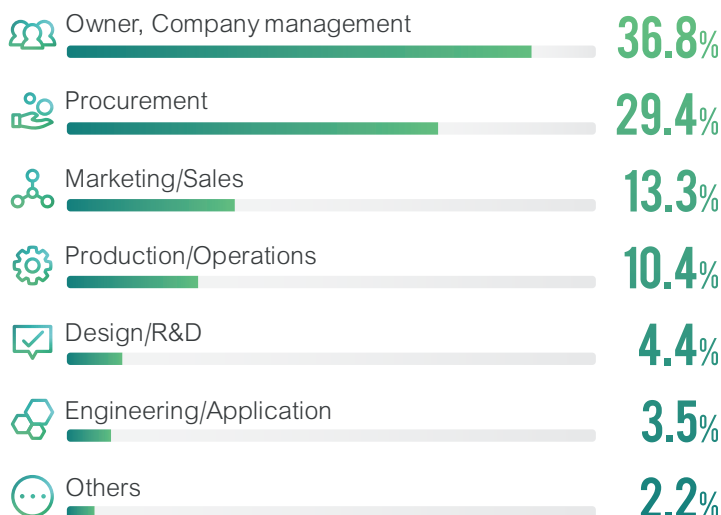 Owner, Company management
36.8%
Procurement
29.4%
Marketing/Sales
13.3%
Production/Operations
10.4%
Design/R&D
4.4%
Engineering/Application
3.5%
Others
2.2%